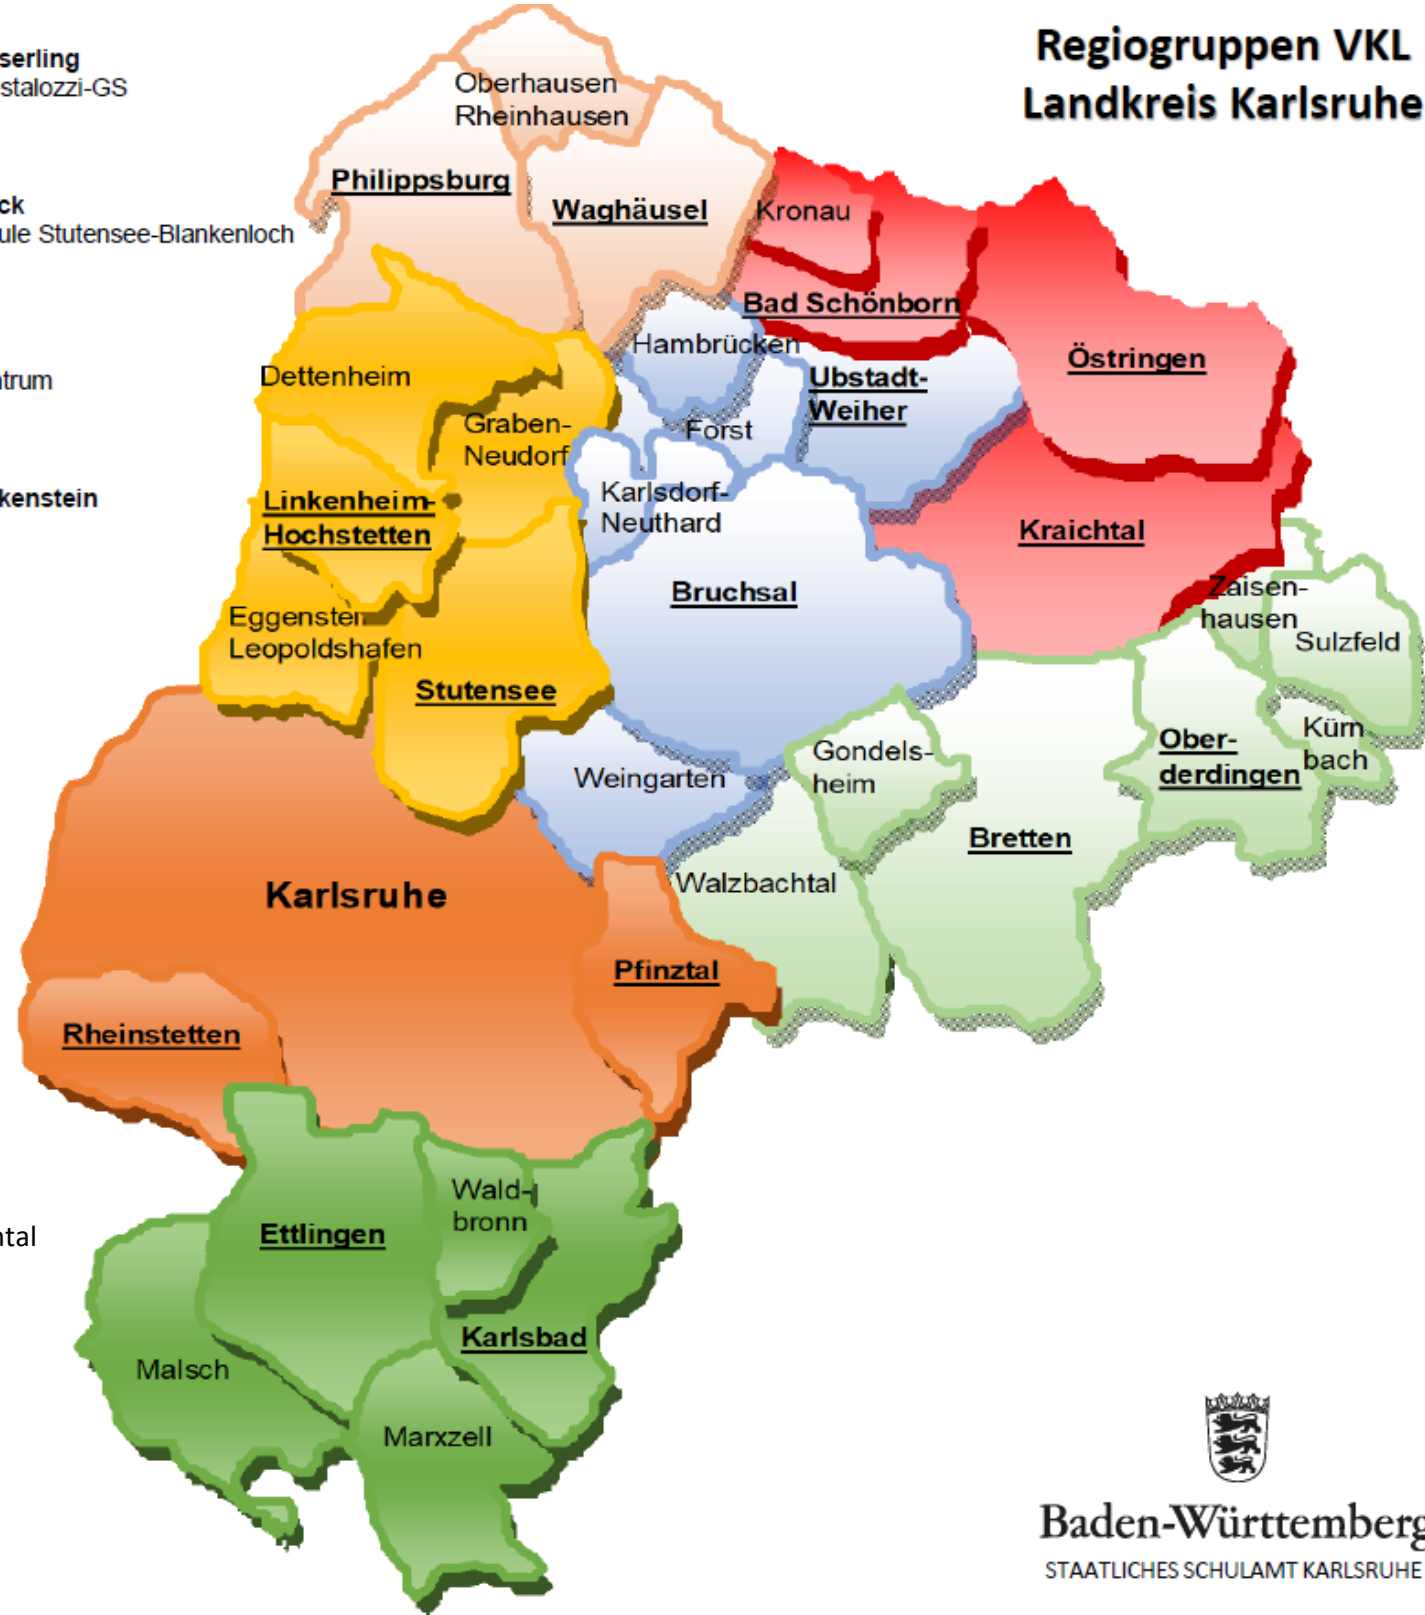 Regiogruppen VKL
Landkreis Karlsruhe
serling
stalozzi-GS
ck
ule Stutensee-Blankenloch
trum
kenstein
ntal
Oberhausen
Rheinhausen
Philippsburg
Waghäusel
Kronau
Bad Schönborn
Östringen
Hambrücken
Dettenheim
Ubstadt-
Weiher
Graben-
Neudorf
Forst
Linkenheim-
Hochstetten
Karlsdorf-
Neuthard
Kraichtal
Bruchsal
Zaisen-
hausen
Sulzfeld
Eggenstein
Leopoldshafen
Stutensee
Weingarten
Gondels-
heim
Ober-
derdingen
Kürn
bach
Bretten
Walzbachtal
Karlsruhe
Pfinztal
Rheinstetten
Wald-
bronn
Ettlingen
Karlsbad
Malsch
Marxzell
Baden-Württemberg
STAATLICHES SCHULAMT KARLSRUHE